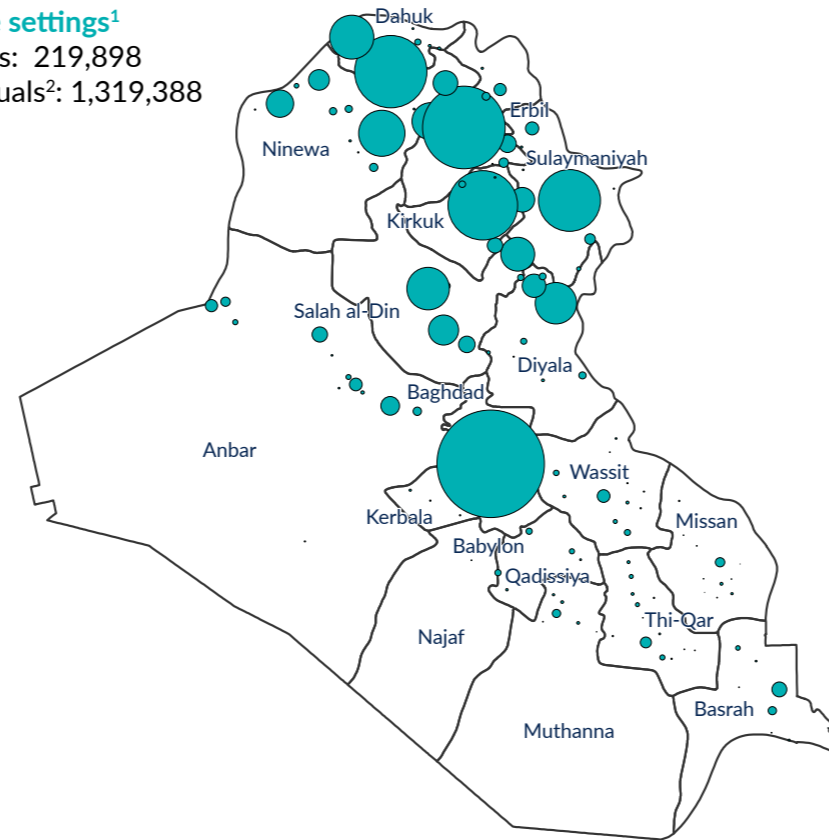 settings¹
s: 219,898
uals²: 1,319,388
Dahuk
Erbil
Ninewa
Sulaymaniyah
Kirkuk
Salah al-Din
Diyala
Baghdad
Anbar
Wassit
Kerbala
Missan
Babylon
Qadissiya
Thi-Qar
Najaf
Basrah
Muthanna